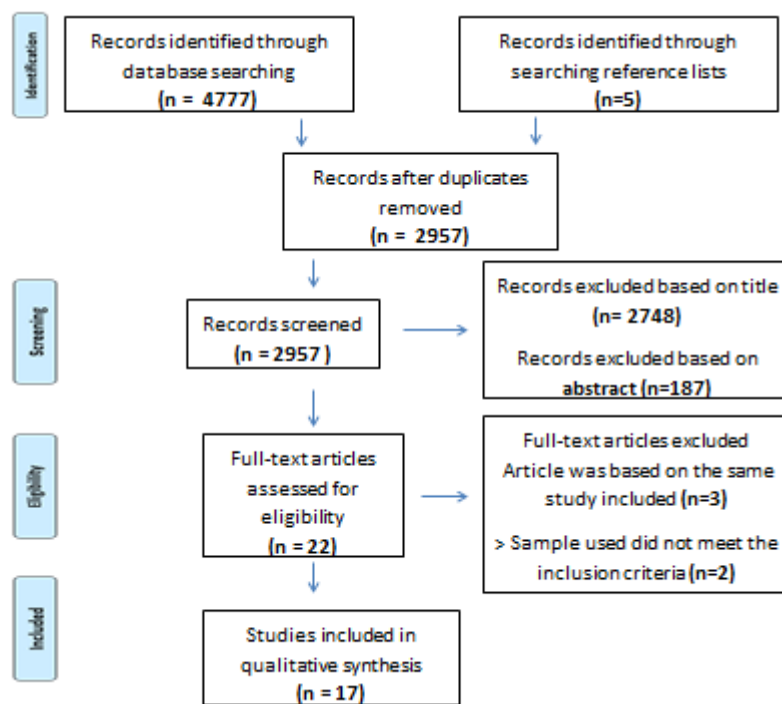 Identification
Records identified through
database searching
(n = 4777)
Records identified through
searching reference lists
(n=5)
Records after duplicates
removed
(n = 2957)
Screening
Records screened
(n = 2957 )
Records excluded based on title
(n= 2748)
Records excluded based on
abstract (n=187)
Eligibility
Full-text articles
assessed for
eligibility
(n = 22)
Full-text articles excluded
Article was based on the same
study included (n=3)
> Sample used did not meet the
inclusion criteria (n=2)
Included
Studies included in
qualitative synthesis
(n = 17)